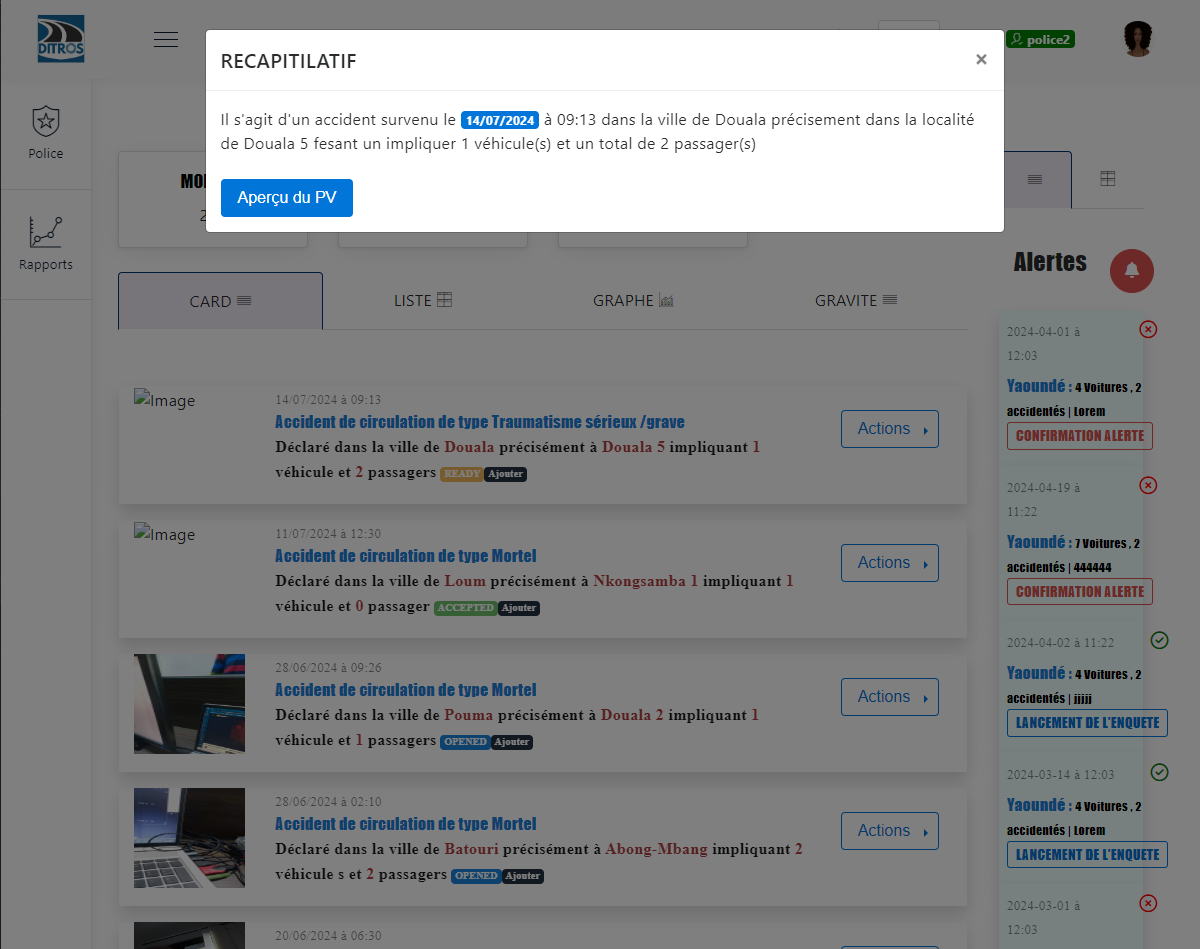 DITROS
police2
RECAPITILATIF
×
Il s'agit d'un accident survenu le 14/07/2024 à 09:13 dans la ville de Douala précisement dans la localité
de Douala 5 fesant un impliquer 1 véhicule(s) et un total de 2 passager(s)
Aperçu du PV
Police
Rapports
CARD
LISTE
GRAPHE
GRAVITE
Image
14/07/2024 à 09:13
Accident de circulation de type Traumatisme sérieux /grave
Déclaré dans la ville de Douala précisément à Douala 5 impliquant 1
véhicule et 2 passagers READY Ajouter
Actions
Image
11/07/2024 à 12:30
Accident de circulation de type Mortel
Déclaré dans la ville de Loum précisément à Nkongsamba 1 impliquant 1
véhicule et 0 passager ACCEPTED Ajouter
Actions
28/06/2024 à 09:26
Accident de circulation de type Mortel
Déclaré dans la ville de Pouma précisément à Douala 2 impliquant 1
véhicule et 1 passagers OPENED Ajouter
Actions
28/06/2024 à 02:10
Accident de circulation de type Mortel
Déclaré dans la ville de Batouri précisément à Abong-Mbang impliquant 2
véhicule s et 2 passagers OPENED Ajouter
Actions
20/06/2024 à 06:30
Alertes
2024-04-01 à
12:03
Yaoundé : 4 Voitures , 2
accidentés | Lorem
CONFIRMATION ALERTE
2024-04-19 à
11:22
Yaoundé : 7 Voitures , 2
accidentés | 444444
CONFIRMATION ALERTE
2024-04-02 à 11:22
Yaoundé : 4 Voitures , 2
accidentés | jjjjj
LANCEMENT DE L'ENQUETE
2024-03-14 à 12:03
Yaoundé : 4 Voitures , 2
accidentés | Lorem
LANCEMENT DE L'ENQUETE
2024-03-01 à
12:03